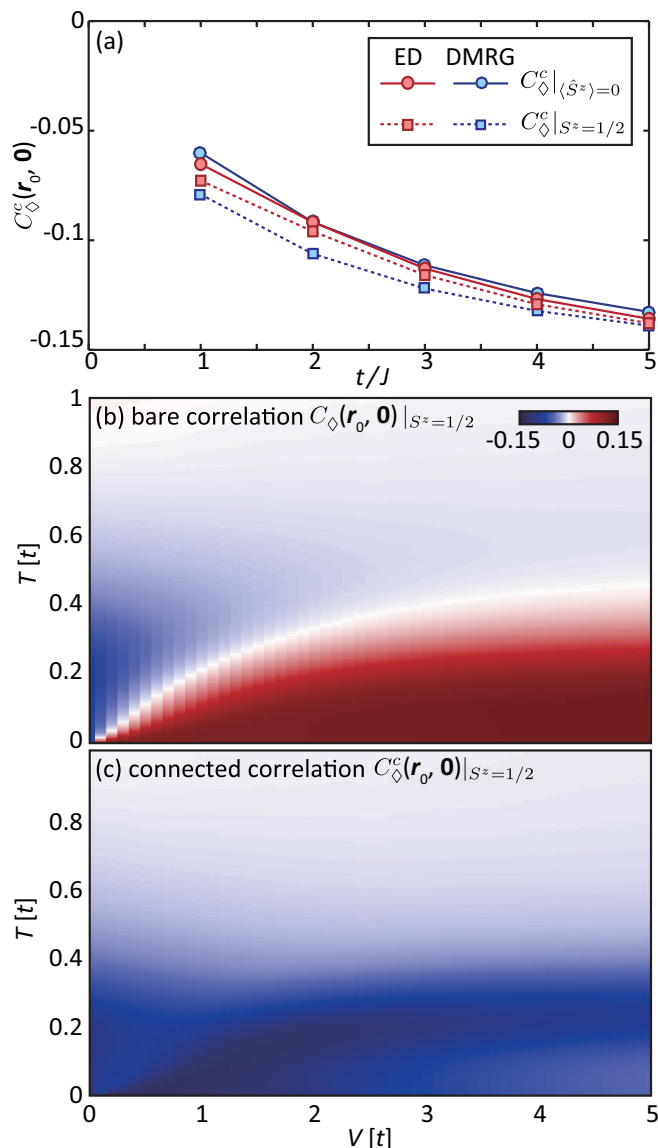 (a)
ED DMRG
C^c_◇|_{⟨Ŝ^z⟩=0}
C^c_◇|_{S^z=1/2}
0
-0.05
-0.1
-0.15
C^c_◇(r_0, 0)
0 1 2 3 4 5
t/J
(b) bare correlation C_◇(r_0, 0)|_{S^z=1/2}
-0.15 0 0.15
1
0.8
0.6
0.4
0.2
0
T [t]
(c) connected correlation C^c_◇(r_0, 0)|_{S^z=1/2}
0.8
0.6
0.4
0.2
0
T [t]
0 1 2 3 4 5
V [t]